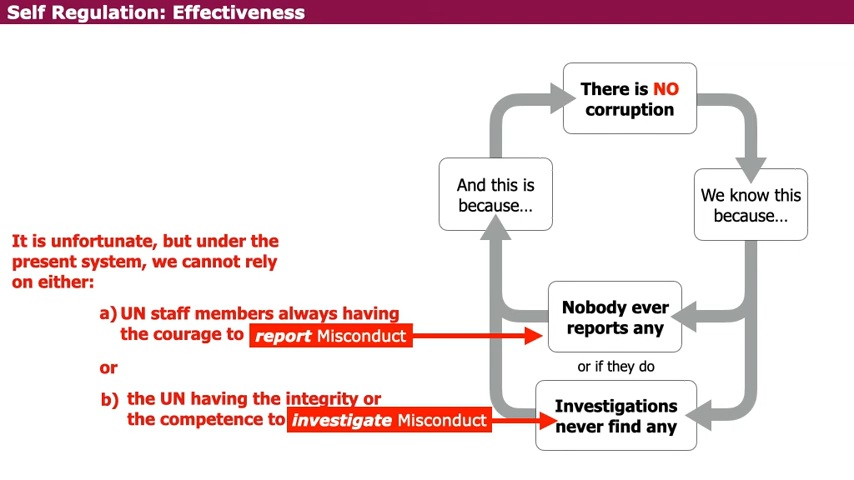 Self Regulation: Effectiveness
There is NO
corruption
And this is
because...
We know this
because...
It is unfortunate, but under the
present system, we cannot rely
on either:
a) UN staff members always having
the courage to report Misconduct
or
b) the UN having the integrity or
the competence to investigate Misconduct
Nobody ever
reports any
or if they do
Investigations
never find any